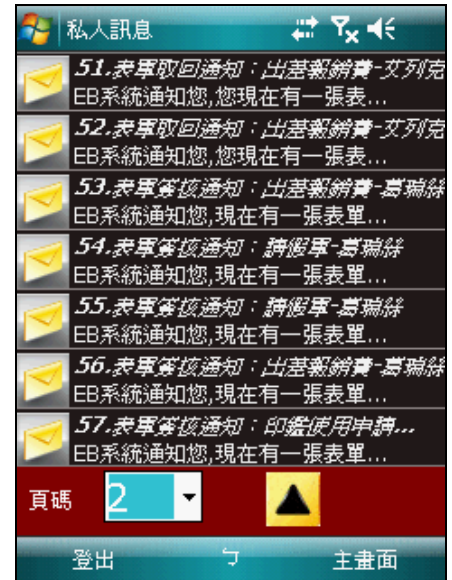 私人訊息
51.表單取回通知：出差報銷費-艾列克
EB系統通知您,您現在有一張表...
52.表單取回通知：出差報銷費-艾列克
EB系統通知您,您現在有一張表...
53.表單簽核通知：出差報銷費-葛瑞絲
EB系統通知您,現在有一張表單...
54.表單簽核通知：請假單-葛瑞絲
EB系統通知您,現在有一張表單...
55.表單簽核通知：請假單-葛瑞絲
EB系統通知您,現在有一張表單...
56.表單簽核通知：出差報銷費-葛瑞絲
EB系統通知您,現在有一張表單...
57.表單簽核通知：印鑑使用申請...
EB系統通知您,現在有一張表單...
頁碼 2
登出 ㄅ 主畫面